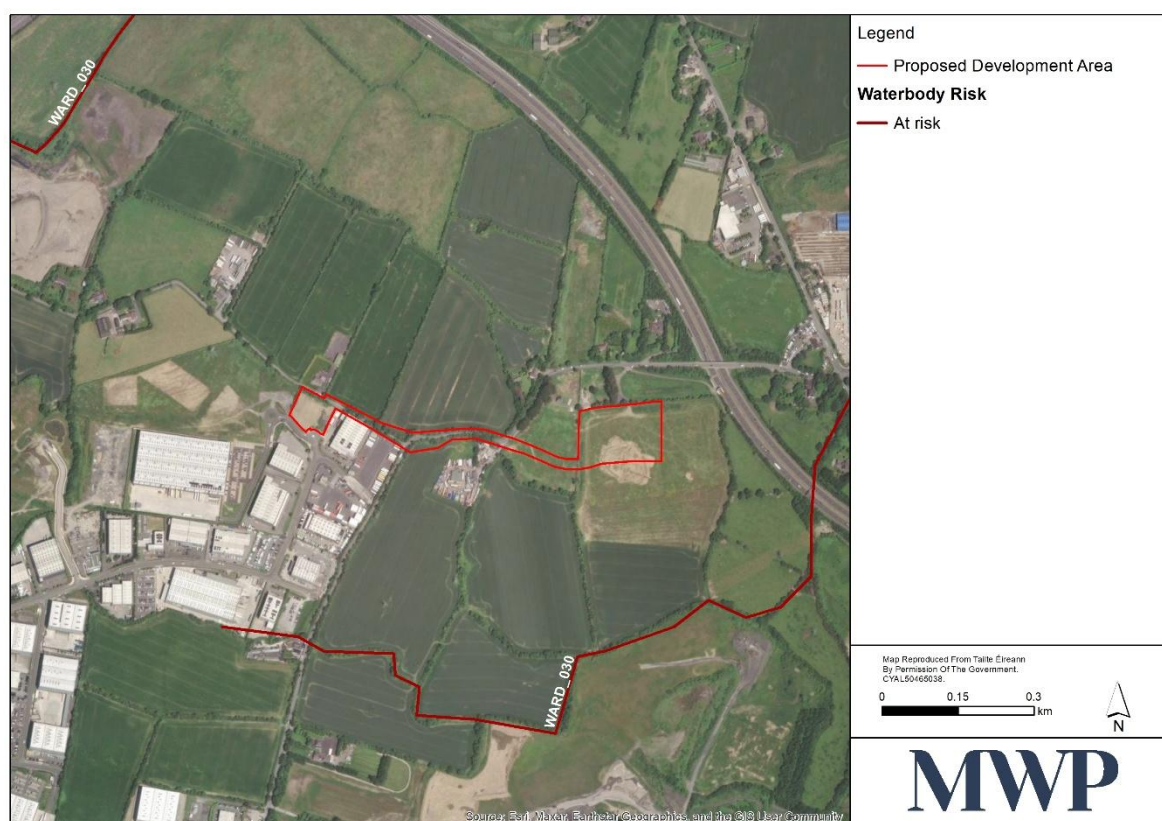 WARD_030
WARD_030
Source: Esri, Maxar, Earthstar Geographics, and the GIS User Community
Legend
Proposed Development Area
Waterbody Risk
At risk
Map Reproduced From Tailte Éireann
By Permission Of The Government.
CYAL50465038.
0 0.15 0.3
km
N
MWP